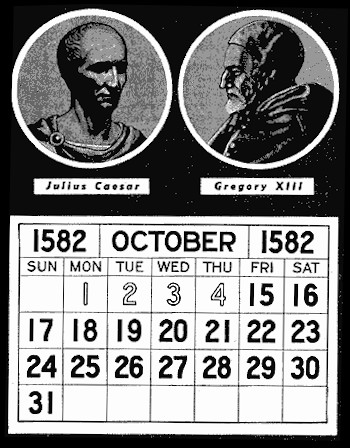 Julius Caesar
Gregory XIII
1582 OCTOBER 1582
SUN MON TUE WED THU FRI SAT
1 2 3 4 15 16
17 18 19 20 21 22 23
24 25 26 27 28 29 30
31